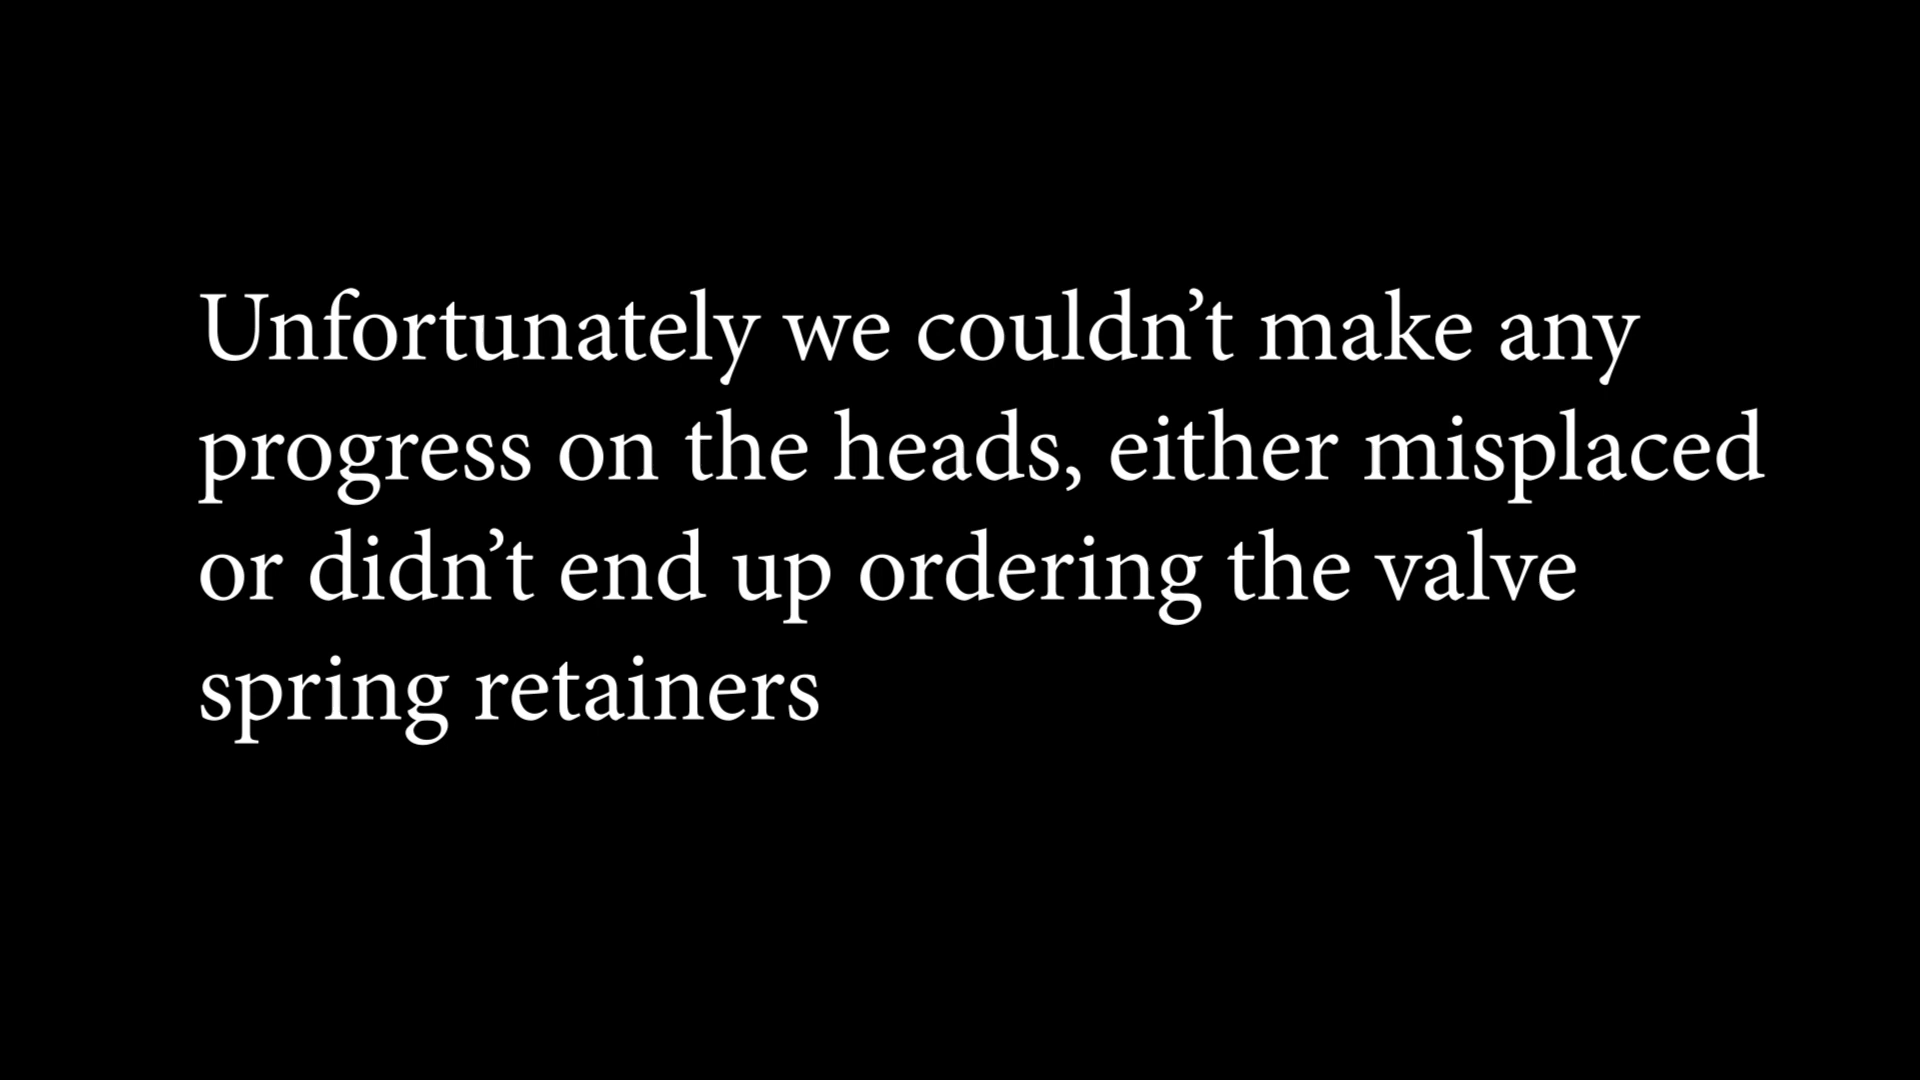 Unfortunately we couldn’t make any
progress on the heads, either misplaced
or didn’t end up ordering the valve
spring retainers